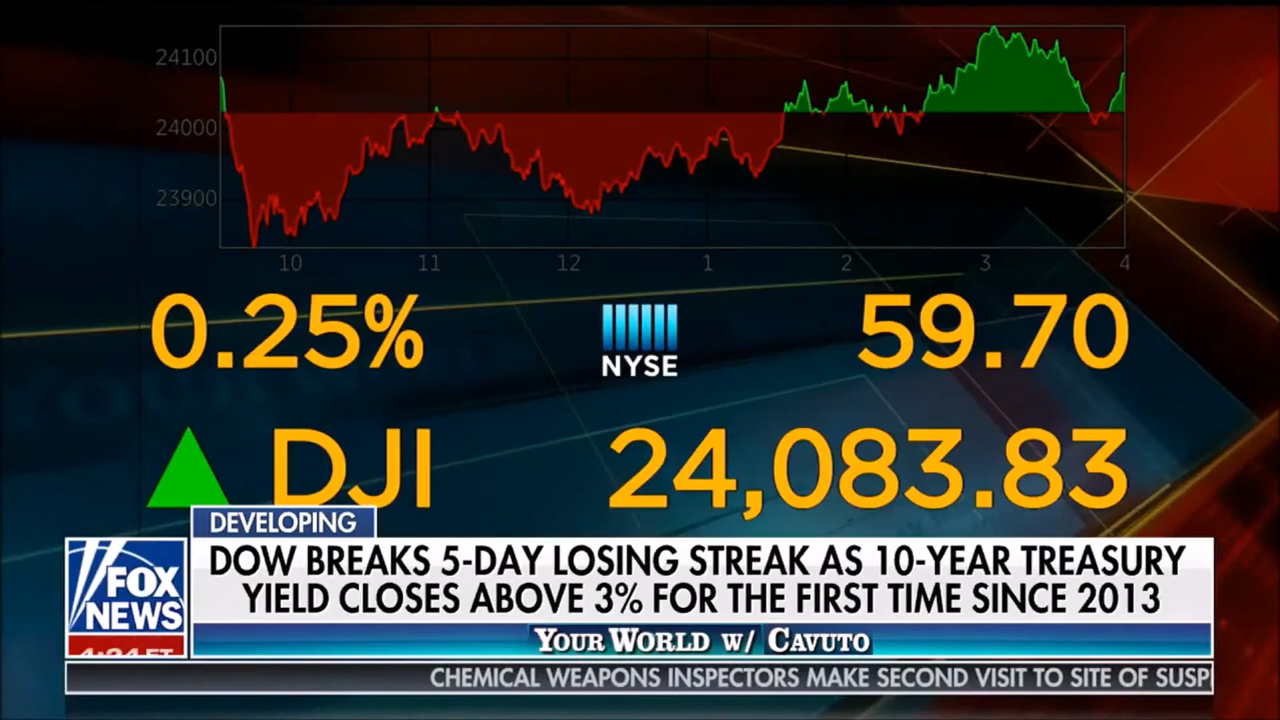 24100
24000
23900
10 11 12 1 2 3 4
0.25% NYSE 59.70
DJI 24,083.83
DEVELOPING
DOW BREAKS 5-DAY LOSING STREAK AS 10-YEAR TREASURY
YIELD CLOSES ABOVE 3% FOR THE FIRST TIME SINCE 2013
FOX
NEWS
YOUR WORLD W/ CAVUTO
CHEMICAL WEAPONS INSPECTORS MAKE SECOND VISIT TO SITE OF SUSP